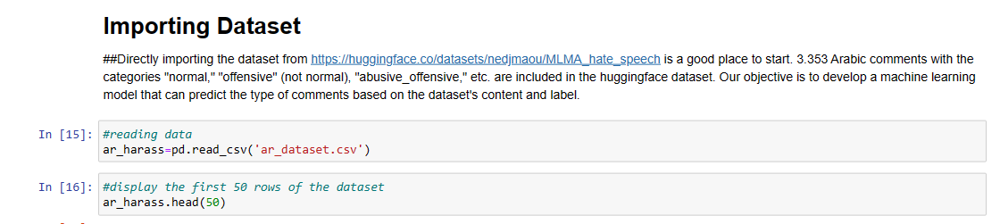 Importing Dataset
##Directly importing the dataset from https://huggingface.co/datasets/nedjmaou/MLMA_hate_speech is a good place to start. 3.353 Arabic comments with the
categories "normal," "offensive" (not normal), "abusive_offensive," etc. are included in the huggingface dataset. Our objective is to develop a machine learning
model that can predict the type of comments based on the dataset's content and label.
In [15]: #reading data
ar_harass=pd.read_csv('ar_dataset.csv')
In [16]: #display the first 50 rows of the dataset
ar_harass.head(50)